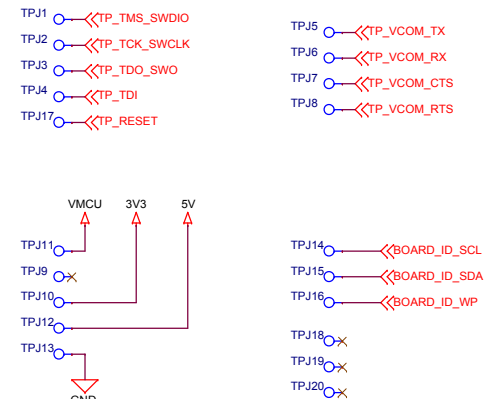 TPJ1 TP_TMS_SWDIO
TPJ2 TP_TCK_SWCLK
TPJ3 TP_TDO_SWO
TPJ4 TP_TDI
TPJ17 TP_RESET
TPJ5 TP_VCOM_TX
TPJ6 TP_VCOM_RX
TPJ7 TP_VCOM_CTS
TPJ8 TP_VCOM_RTS
VMCU 3V3 5V
TPJ11
TPJ9
TPJ10
TPJ12
TPJ13
GND
TPJ14 BOARD_ID_SCL
TPJ15 BOARD_ID_SDA
TPJ16 BOARD_ID_WP
TPJ18
TPJ19
TPJ20